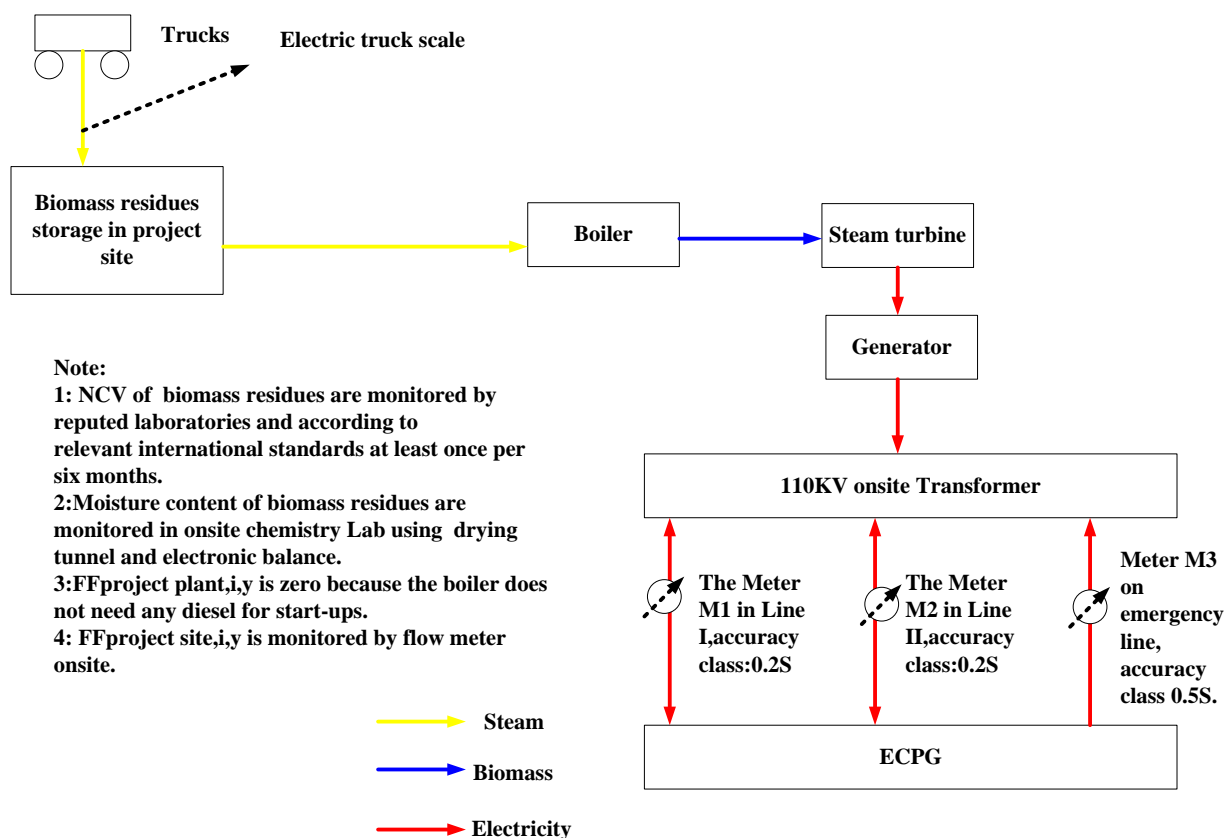 Trucks
Electric truck scale
Biomass residues
storage in project
site
Boiler
Steam turbine
Generator
Note:
1: NCV of  biomass residues are monitored by
reputed laboratories and according to
relevant international standards at least once per
six months.
2:Moisture content of biomass residues are
monitored in onsite chemistry Lab using  drying
tunnel and electronic balance.
3:FFproject plant,i,y is zero because the boiler does
not need any diesel for start-ups.
4: FFproject site,i,y is monitored by flow meter
onsite.
110KV onsite Transformer
The Meter
M1 in Line
I,accuracy
class:0.2S
The Meter
M2 in Line
II,accuracy
class:0.2S
Meter M3
on
emergency
line,
accuracy
class 0.5S.
ECPG
Steam
Biomass
Electricity